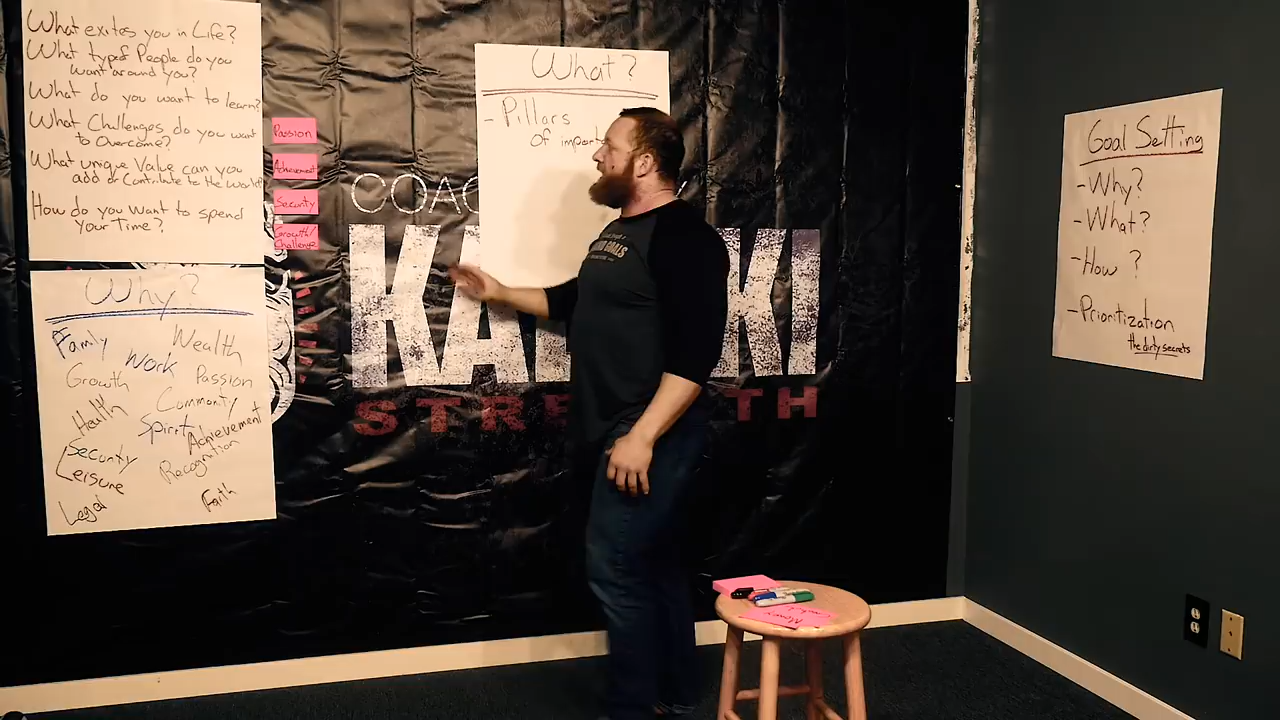 What exites you in Life?
What type of People do you
want around you?
What do you want to learn?
What Challenges do you want
to Overcome?
What unique Value can you
add or Contribute to the World
How do you Want to spend
your Time?
Why?
Family
Wealth
Work
Growth
Passion
Health
Community
Spirit
Achievement
Security
Recognition
Leisure
Legal
Faith
Passion
Achievement
Security
Growth/
Challenge
What?
- Pillars
of import
COAC
KA KI
STRE TH
GOALS
Goal Setting
- Why?
- What?
- How?
- Prioritization
the dirty secrets